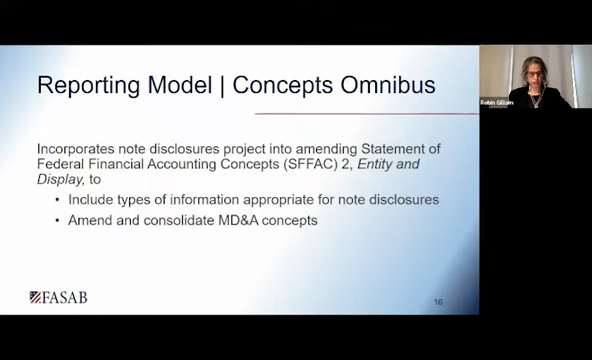 Reporting Model | Concepts Omnibus
Robin Gilliam
Incorporates note disclosures project into amending Statement of
Federal Financial Accounting Concepts (SFFAC) 2, Entity and
Display, to
• Include types of information appropriate for note disclosures
• Amend and consolidate MD&A concepts
FASAB
16